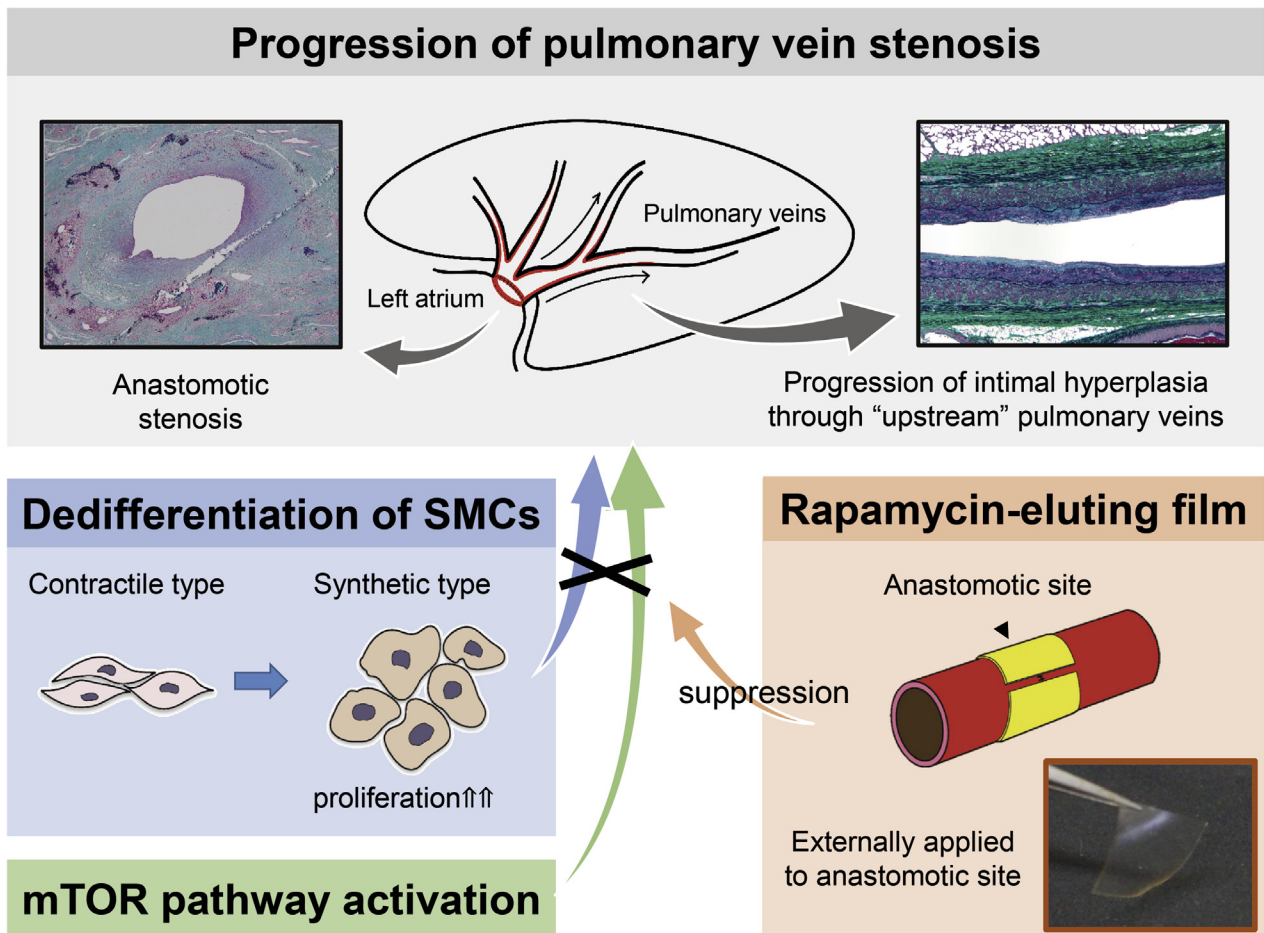 Progression of pulmonary vein stenosis
Pulmonary veins
Left atrium
Anastomotic
stenosis
Progression of intimal hyperplasia
through “upstream” pulmonary veins
Dedifferentiation of SMCs
Contractile type
Synthetic type
proliferation⇑⇑
mTOR pathway activation
suppression
Rapamycin-eluting film
Anastomotic site
Externally applied
to anastomotic site